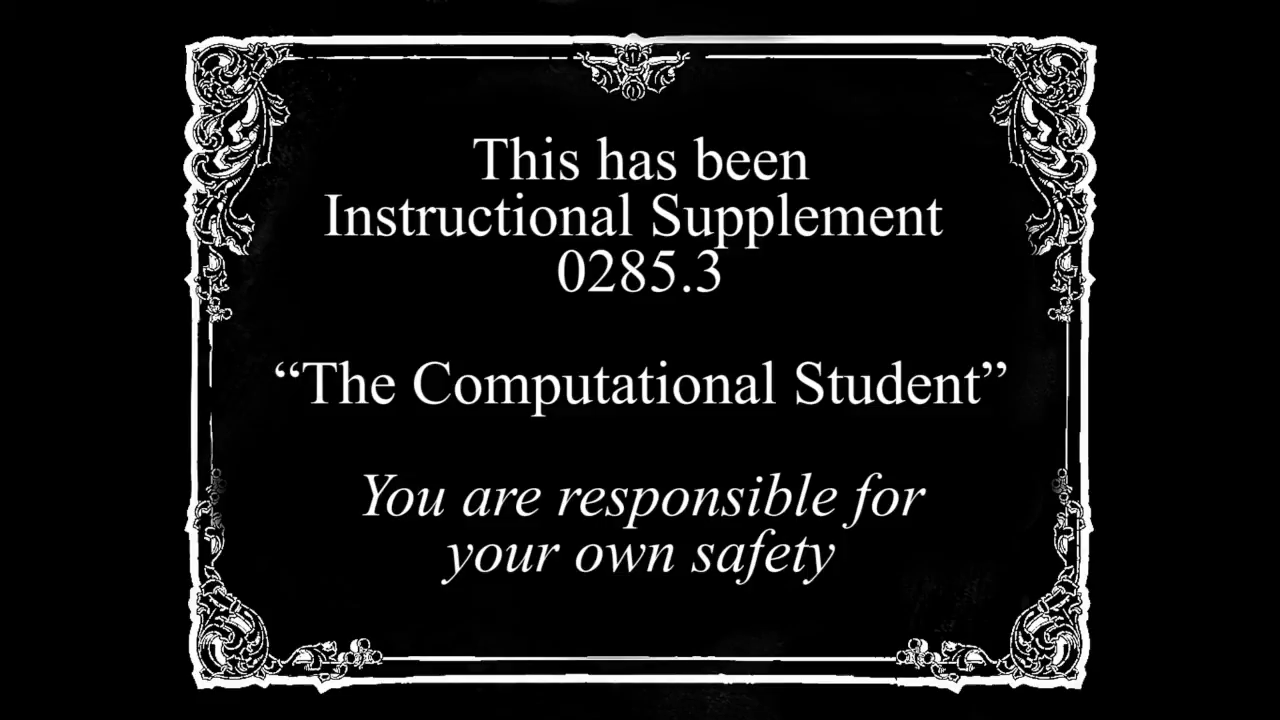 This has been
Instructional Supplement
0285.3
“The Computational Student”
You are responsible for
your own safety